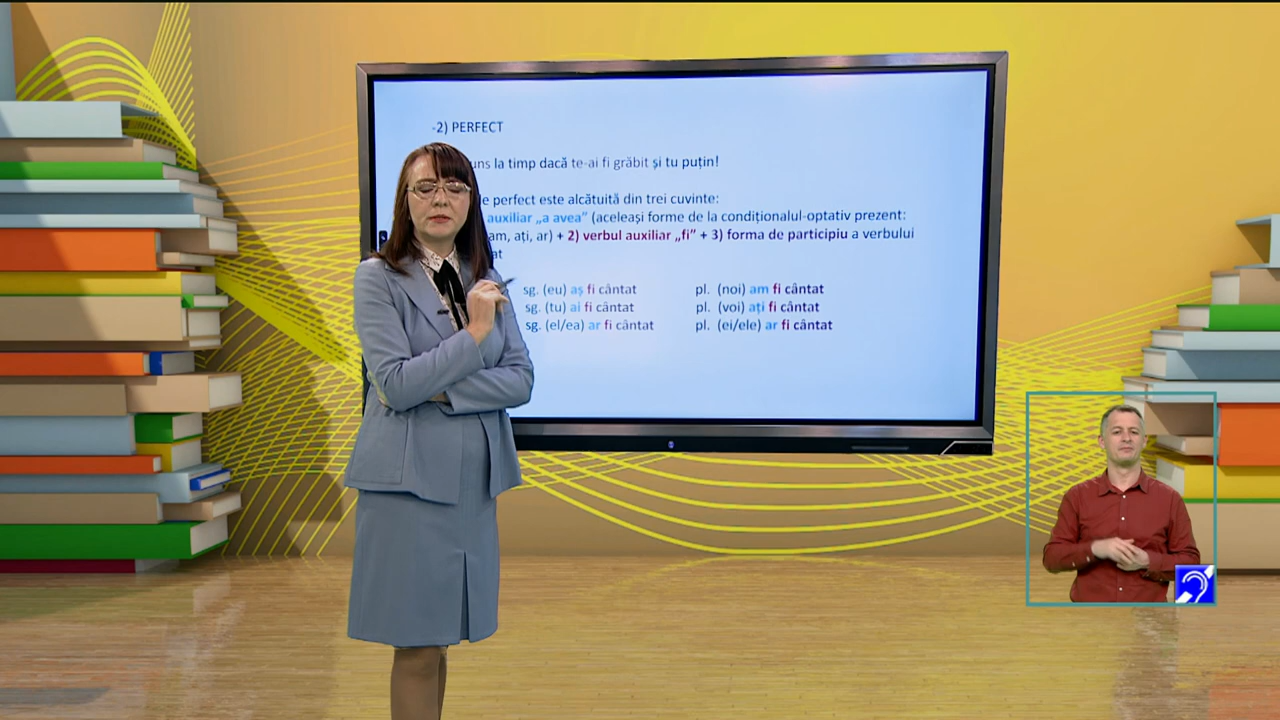 -2) PERFECT
la timp dacă te-ai fi grăbit și tu puțin!
perfect este alcătuită din trei cuvinte:
auxiliar „a avea” (aceleași forme de la condiționalul-optativ prezent:
am, ați, ar) + 2) verbul auxiliar „fi” + 3) forma de participiu a verbului
sg. (eu) aș fi cântat
sg. (tu) ai fi cântat
sg. (el/ea) ar fi cântat
pl. (noi) am fi cântat
pl. (voi) ați fi cântat
pl. (ei/ele) ar fi cântat